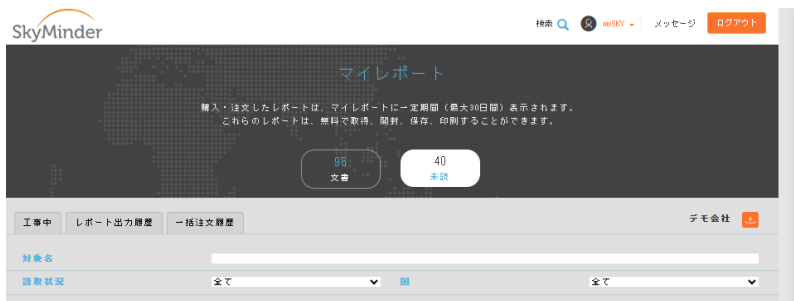 SkyMinder
検索 mySKY メッセージ ログアウト
マイレポート
購入・注文したレポートは、マイレポートに一定期間（最大30日間）表示されます。
これらのレポートは、無料で取得、開封、保存、印刷することができます。
96 40
文書 未読
工事中 レポート出力履歴 一括注文履歴 デモ会社
対象名
読取状況 全て 国 全て